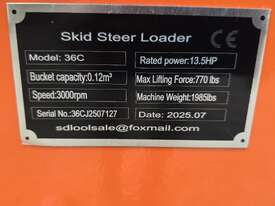 Skid Steer Loader CE
Model: 36C Rated power:13.5HP
Bucket capacity:0.12m³ Max Lifting Force:770 lbs
Speed:3000rpm Machine Weight:1985lbs
Serial No.:36CJ2507127 Date: 2025.07
sdloolsale@foxmail.com